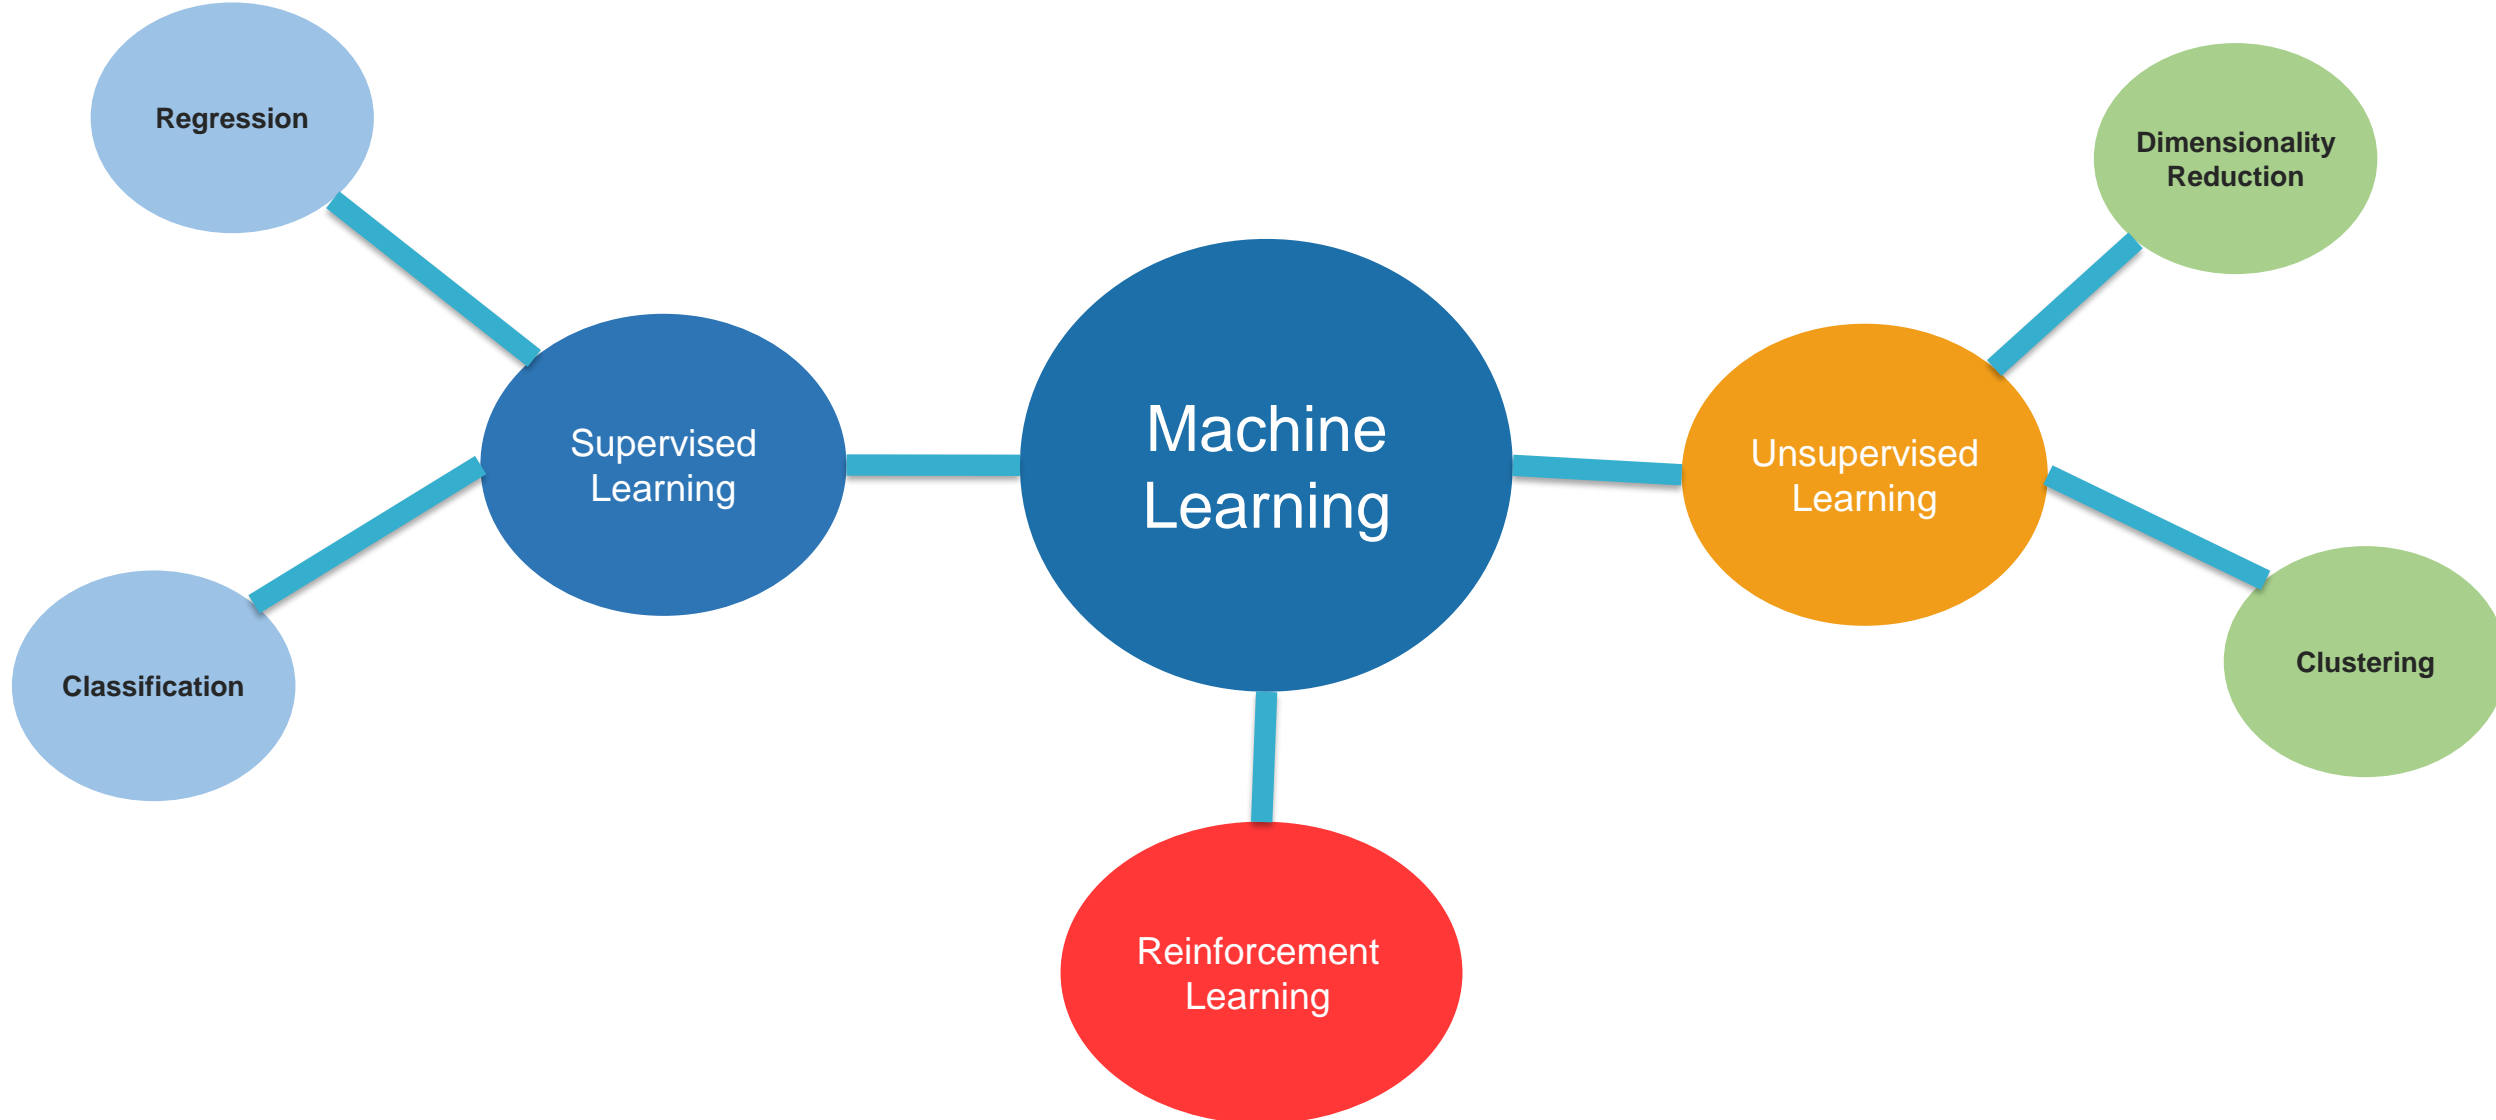 Regression
Dimensionality
Reduction
Machine
Learning
Supervised
Learning
Unsupervised
Learning
Classification
Clustering
Reinforcement
Learning